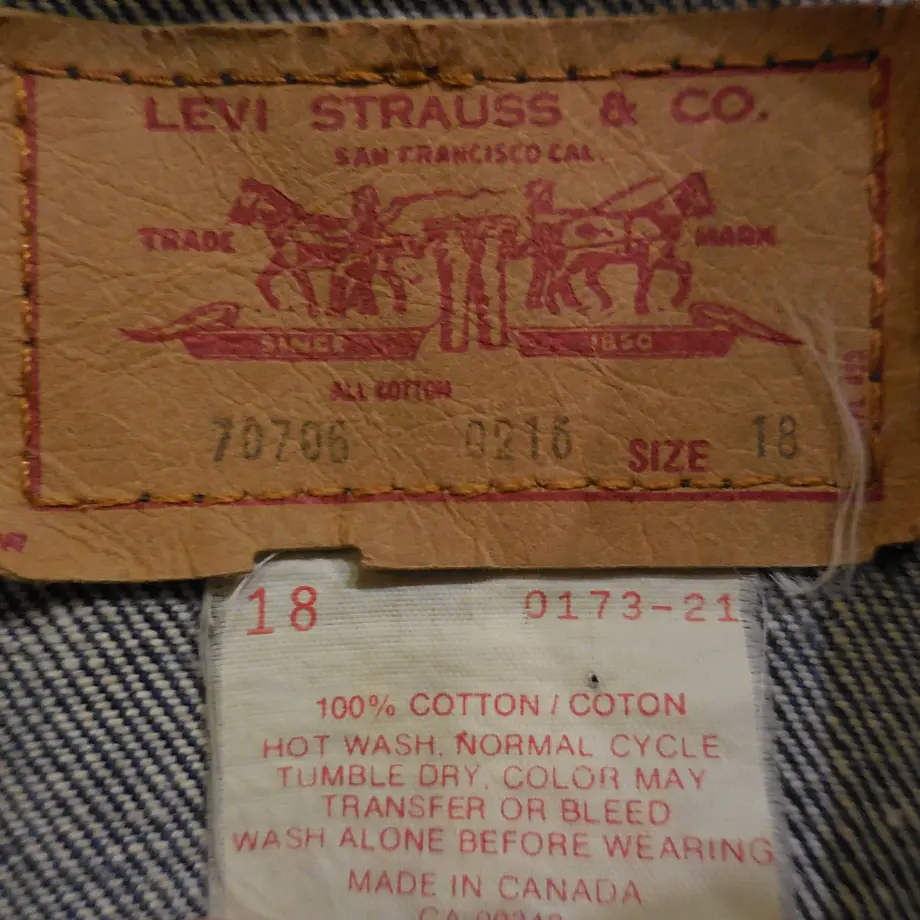 LEVI STRAUSS & CO.
SAN FRANCISCO CAL.
TRADE MARK
SINCE 1850
ALL COTTON
70706 0216 SIZE 18
18 0173-21
100% COTTON / COTON
HOT WASH. NORMAL CYCLE
TUMBLE DRY. COLOR MAY
TRANSFER OR BLEED
WASH ALONE BEFORE WEARING
MADE IN CANADA